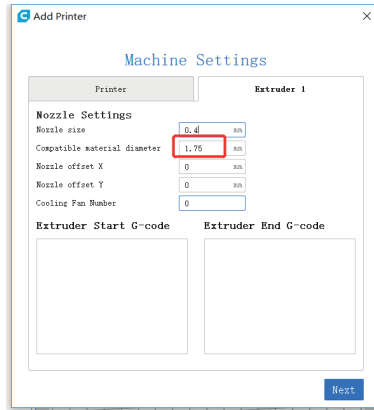 Add Printer
Machine Settings
Printer
Extruder 1
Nozzle Settings
Nozzle size 0.4 mm
Compatible material diameter 1.75 mm
Nozzle offset X 0 mm
Nozzle offset Y 0 mm
Cooling Fan Number 0
Extruder Start G-code
Extruder End G-code
Next